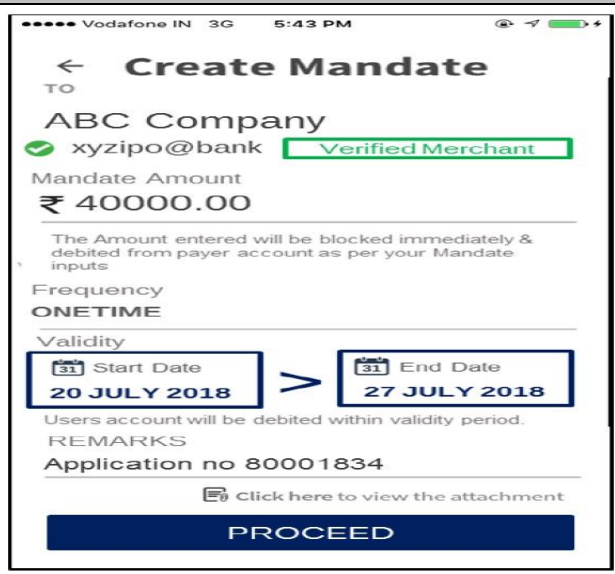 Vodafone IN 3G 5:43 PM
← Create Mandate
TO
ABC Company
xyzipo@bank Verified Merchant
Mandate Amount
₹ 40000.00
The Amount entered will be blocked immediately &
debited from payer account as per your Mandate
inputs
Frequency
ONETIME
Validity
31 Start Date
20 JULY 2018
>
31 End Date
27 JULY 2018
Users account will be debited within validity period.
REMARKS
Application no 80001834
Click here to view the attachment
PROCEED